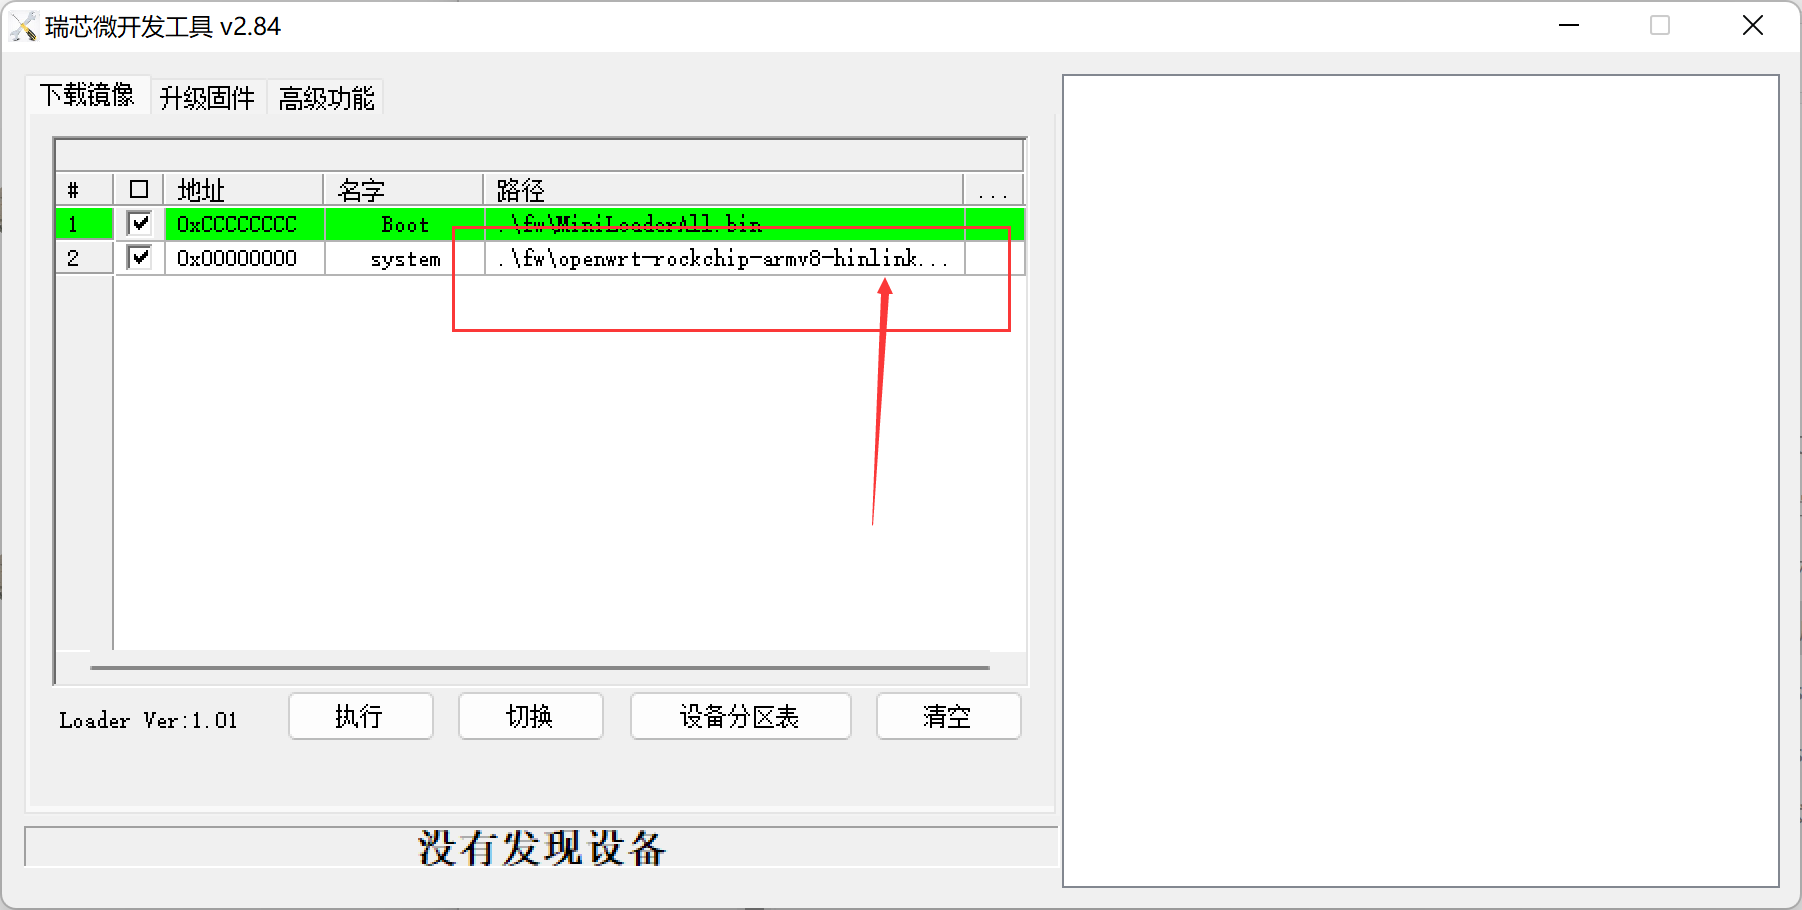 瑞芯微开发工具 v2.84
下载镜像 升级固件 高级功能
# 地址 名字 路径 ...
1 0xCCCCCCCC Boot .\fw\MiniLoaderAll.bin
2 0x00000000 system .\fw\openwrt-rockchip-armv8-hinlink...
Loader Ver:1.01 执行 切换 设备分区表 清空
没有发现设备